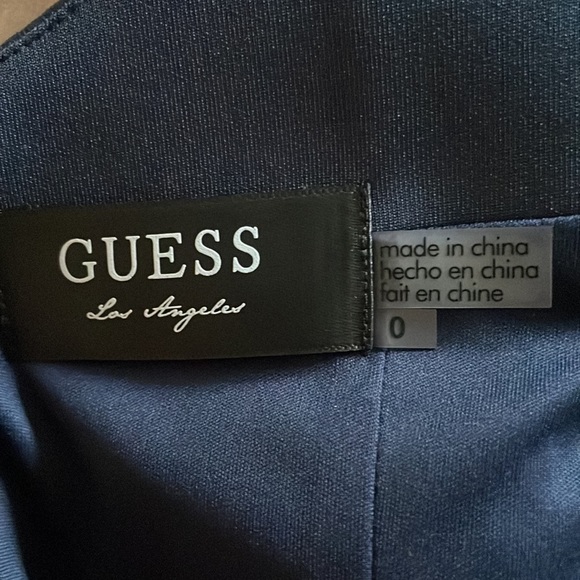 GUESS
Los Angeles
made in china
hecho en china
fait en chine
0